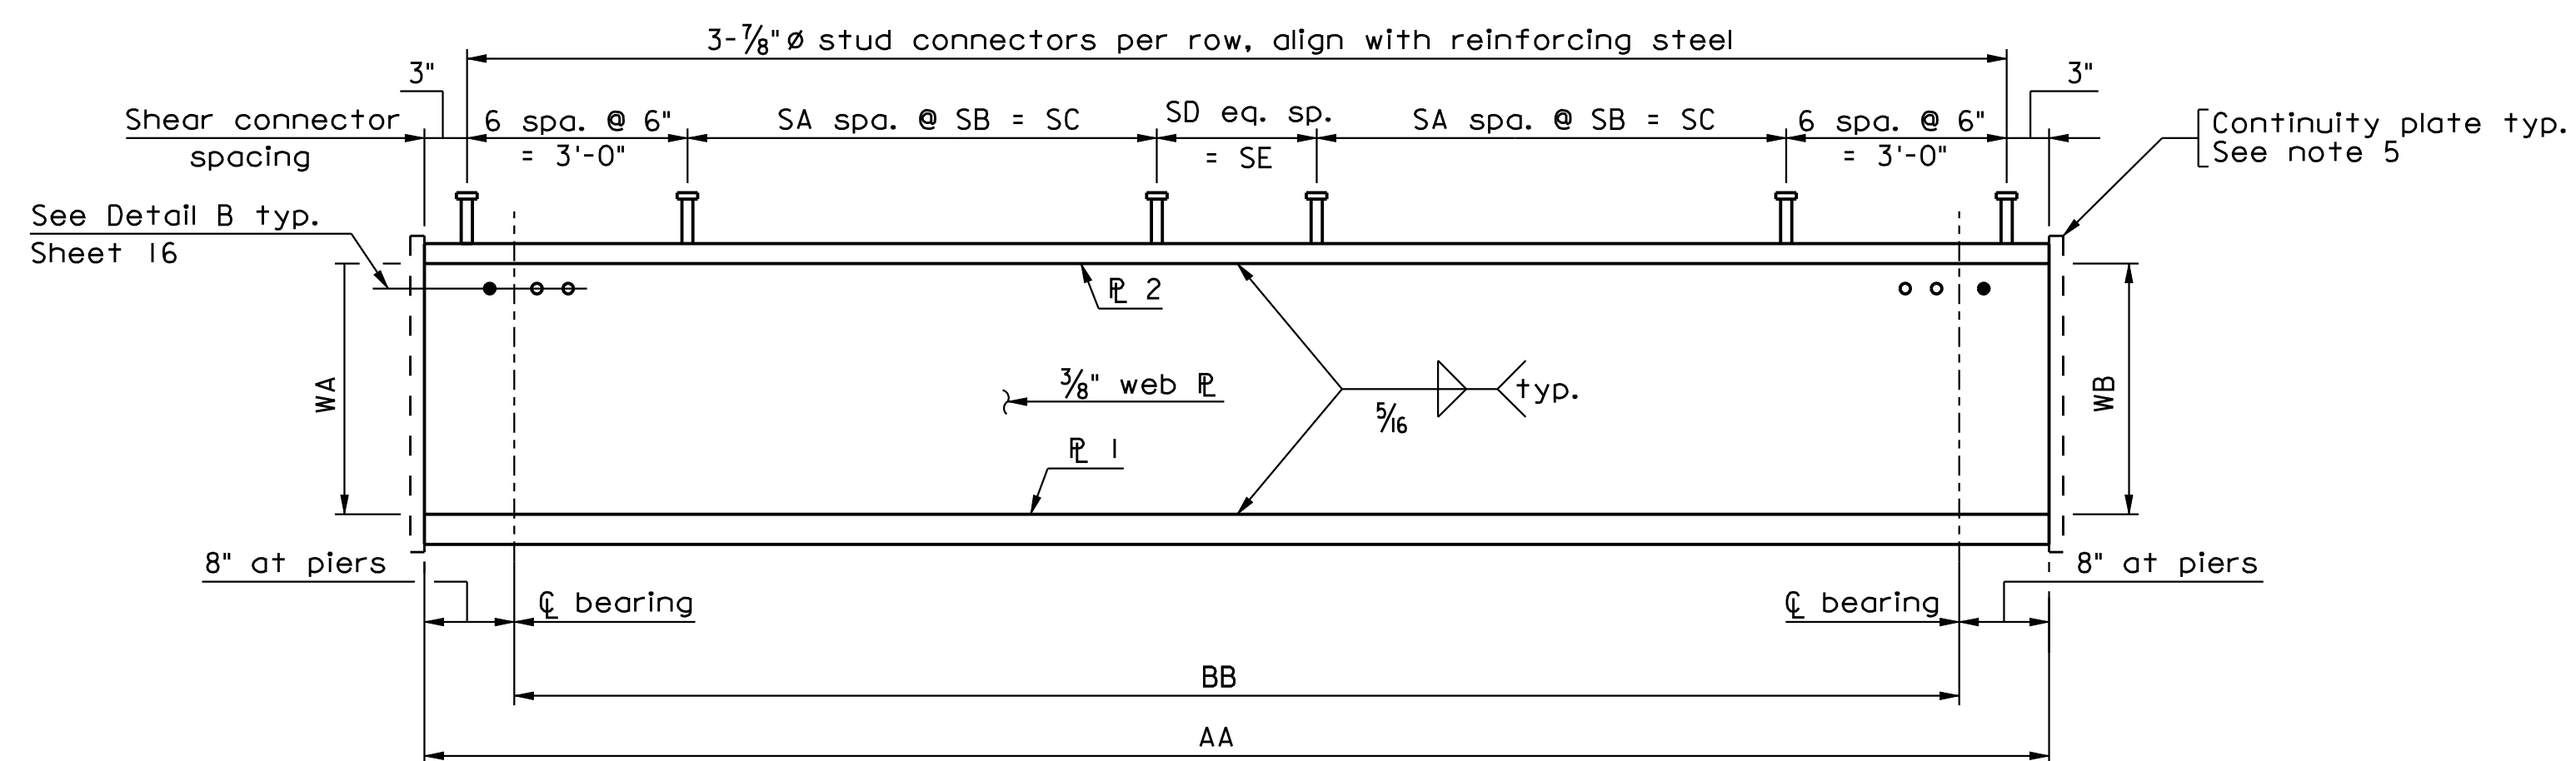 3-7/8"ø stud connectors per row, align with reinforcing steel
3"
3"
Shear connector
spacing
6 spa. @ 6"
= 3'-0"
SA spa. @ SB = SC
SD eq. sp.
= SE
SA spa. @ SB = SC
6 spa. @ 6"
= 3'-0"
Continuity plate typ.
See note 5
See Detail B typ.
Sheet 16
℄ 2
WA
3/8" web ℄
5/16
typ.
WB
℄ 1
8" at piers
8" at piers
℄ bearing
℄ bearing
BB
AA